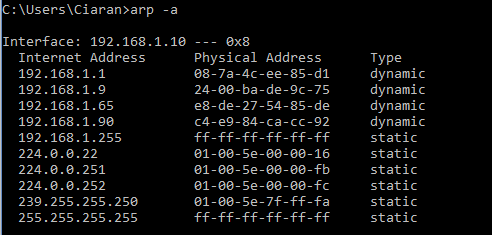 C:\Users\Ciaran>arp -a
Interface: 192.168.1.10 --- 0x8
Internet Address Physical Address Type
192.168.1.1 08-7a-4c-ee-85-d1 dynamic
192.168.1.9 24-00-ba-de-9c-75 dynamic
192.168.1.65 e8-de-27-54-85-de dynamic
192.168.1.90 c4-e9-84-ca-cc-92 dynamic
192.168.1.255 ff-ff-ff-ff-ff-ff static
224.0.0.22 01-00-5e-00-00-16 static
224.0.0.251 01-00-5e-00-00-fb static
224.0.0.252 01-00-5e-00-00-fc static
239.255.255.250 01-00-5e-7f-ff-fa static
255.255.255.255 ff-ff-ff-ff-ff-ff static